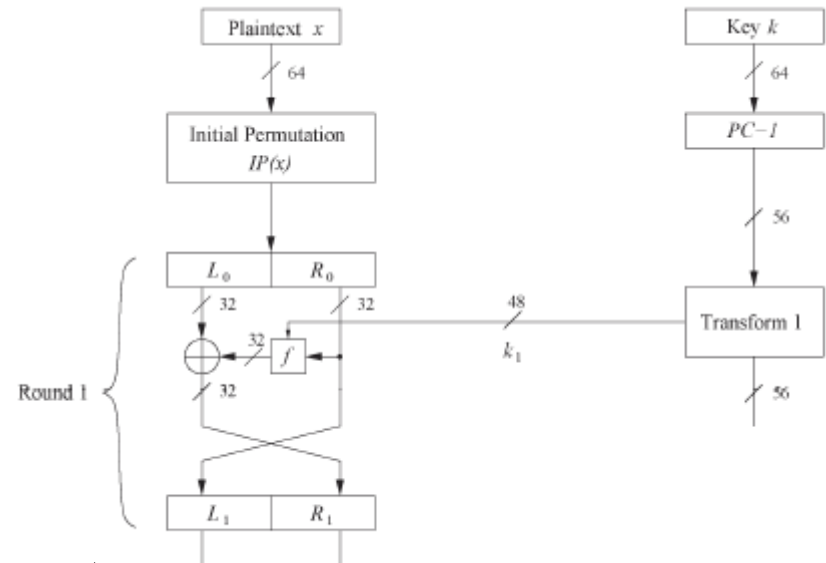 Plaintext x
Key k
64
64
Initial Permutation
IP(x)
PC−1
56
L0
R0
32
32
48
Transform 1
32
f
k1
32
56
Round 1
L1
R1